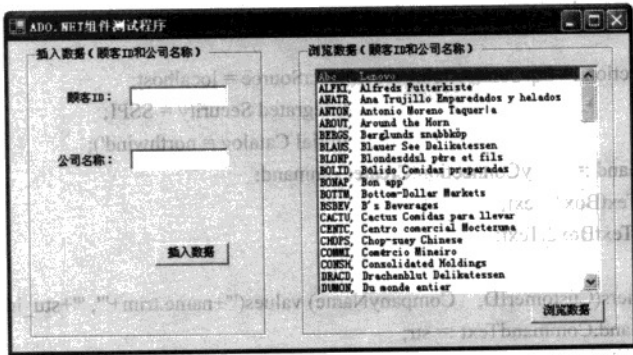 ADO.NET组件测试程序
插入数据(顾客ID和公司名称)
顾客ID:
公司名称:
插入数据
浏览数据(顾客ID和公司名称)
Abc , Lenovo
ALFKI, Alfreds Futterkiste
ANATR, Ana Trujillo Emparedados y helados
ANTON, Antonio Moreno Taquería
AROUT, Around the Horn
BERGS, Berglunds snabbköp
BLAUS, Blauer See Delikatessen
BLONP, Blondesddsl père et fils
BOLID, Bólido Comidas preparadas
BONAP, Bon app'
BOTTM, Bottom-Dollar Markets
BSBEV, B's Beverages
CACTU, Cactus Comidas para llevar
CENTC, Centro comercial Moctezuma
CHOPS, Chop-suey Chinese
COMMI, Comércio Mineiro
CONSH, Consolidated Holdings
DRACD, Drachenblut Delikatessen
DUMON, Du monde entier
浏览数据